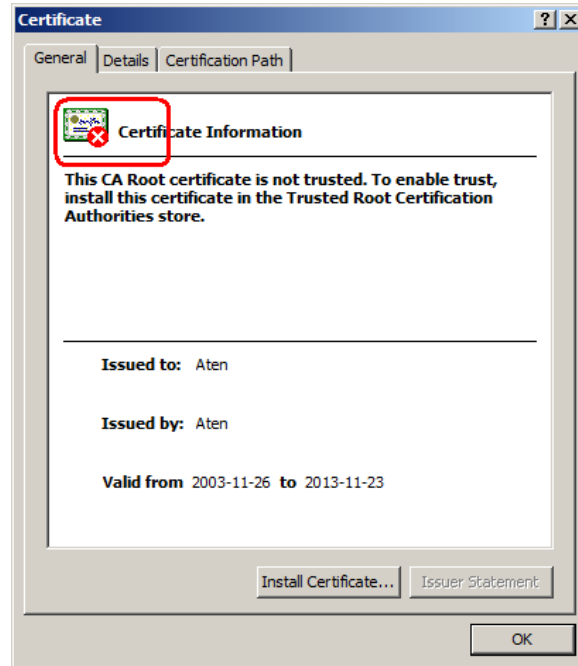 Certificate
General Details Certification Path
Certificate Information
This CA Root certificate is not trusted. To enable trust,
install this certificate in the Trusted Root Certification
Authorities store.
Issued to: Aten
Issued by: Aten
Valid from 2003-11-26 to 2013-11-23
Install Certificate... Issuer Statement
OK